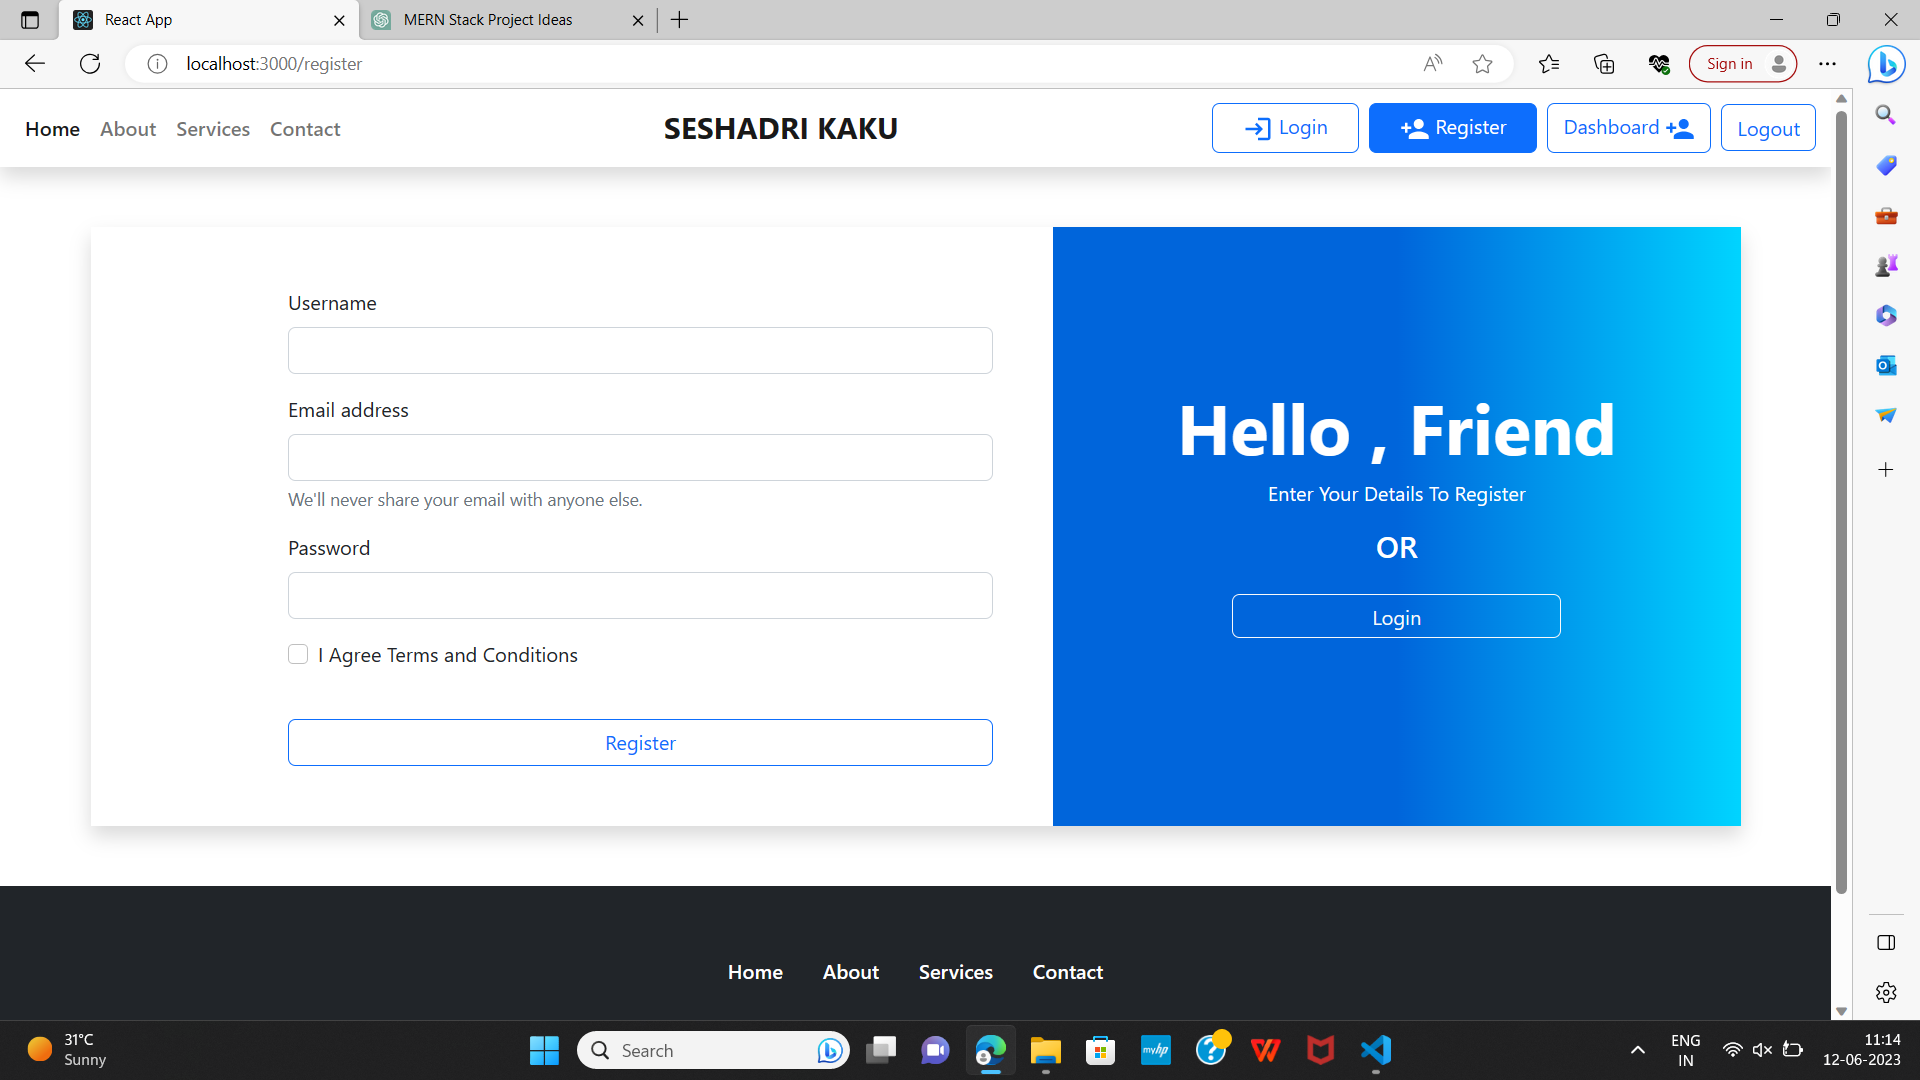 React App
MERN Stack Project Ideas
localhost:3000/register
Sign in
Home About Services Contact
SESHADRI KAKU
Login
Register
Dashboard
Logout
Username
Email address
We'll never share your email with anyone else.
Password
I Agree Terms and Conditions
Register
Hello , Friend
Enter Your Details To Register
OR
Login
Home About Services Contact
31°C
Sunny
Search
myhp
ENG
IN
11:14
12-06-2023